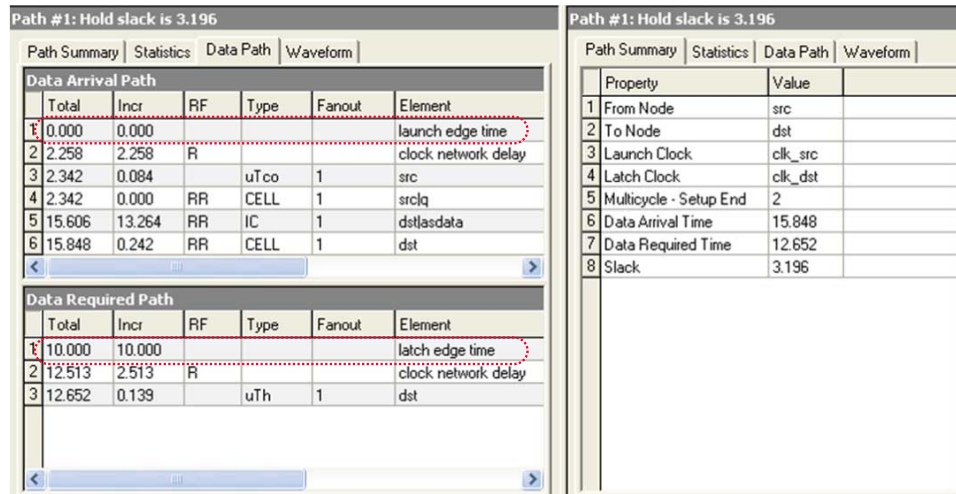 Path #1: Hold slack is 3.196
Path Summary Statistics Data Path Waveform
Data Arrival Path
Total Incr RF Type Fanout Element
1 0.000 0.000 launch edge time
2 2.258 2.258 R clock network delay
3 2.342 0.084 uTco 1 src
4 2.342 0.000 RR CELL 1 src|q
5 15.606 13.264 RR IC 1 dst|asdata
6 15.848 0.242 RR CELL 1 dst
Data Required Path
Total Incr RF Type Fanout Element
1 10.000 10.000 latch edge time
2 12.513 2.513 R clock network delay
3 12.652 0.139 uTh 1 dst
Path #1: Hold slack is 3.196
Path Summary Statistics Data Path Waveform
Property Value
1 From Node src
2 To Node dst
3 Launch Clock clk_src
4 Latch Clock clk_dst
5 Multicycle - Setup End 2
6 Data Arrival Time 15.848
7 Data Required Time 12.652
8 Slack 3.196